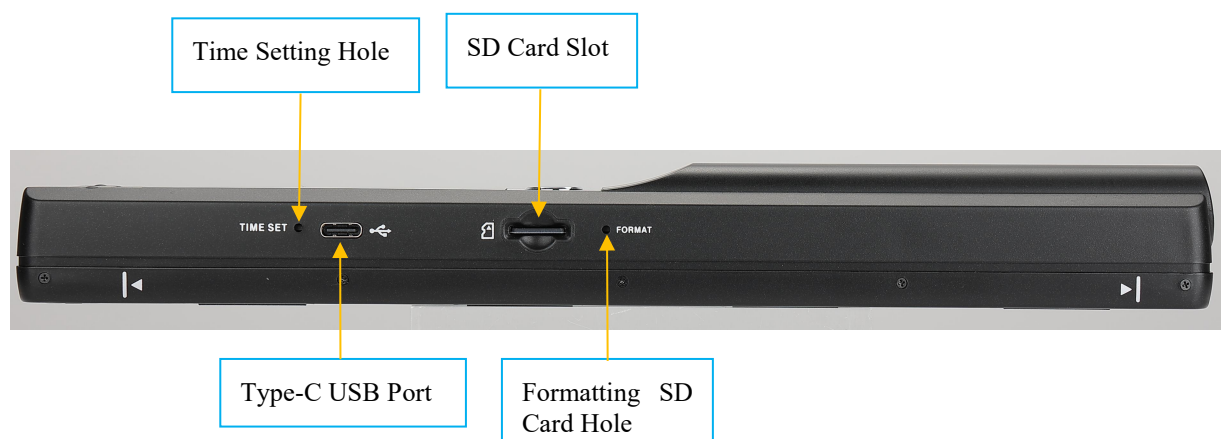 Time Setting Hole
SD Card Slot
TIME SET
FORMAT
Type-C USB Port
Formatting SD
Card Hole